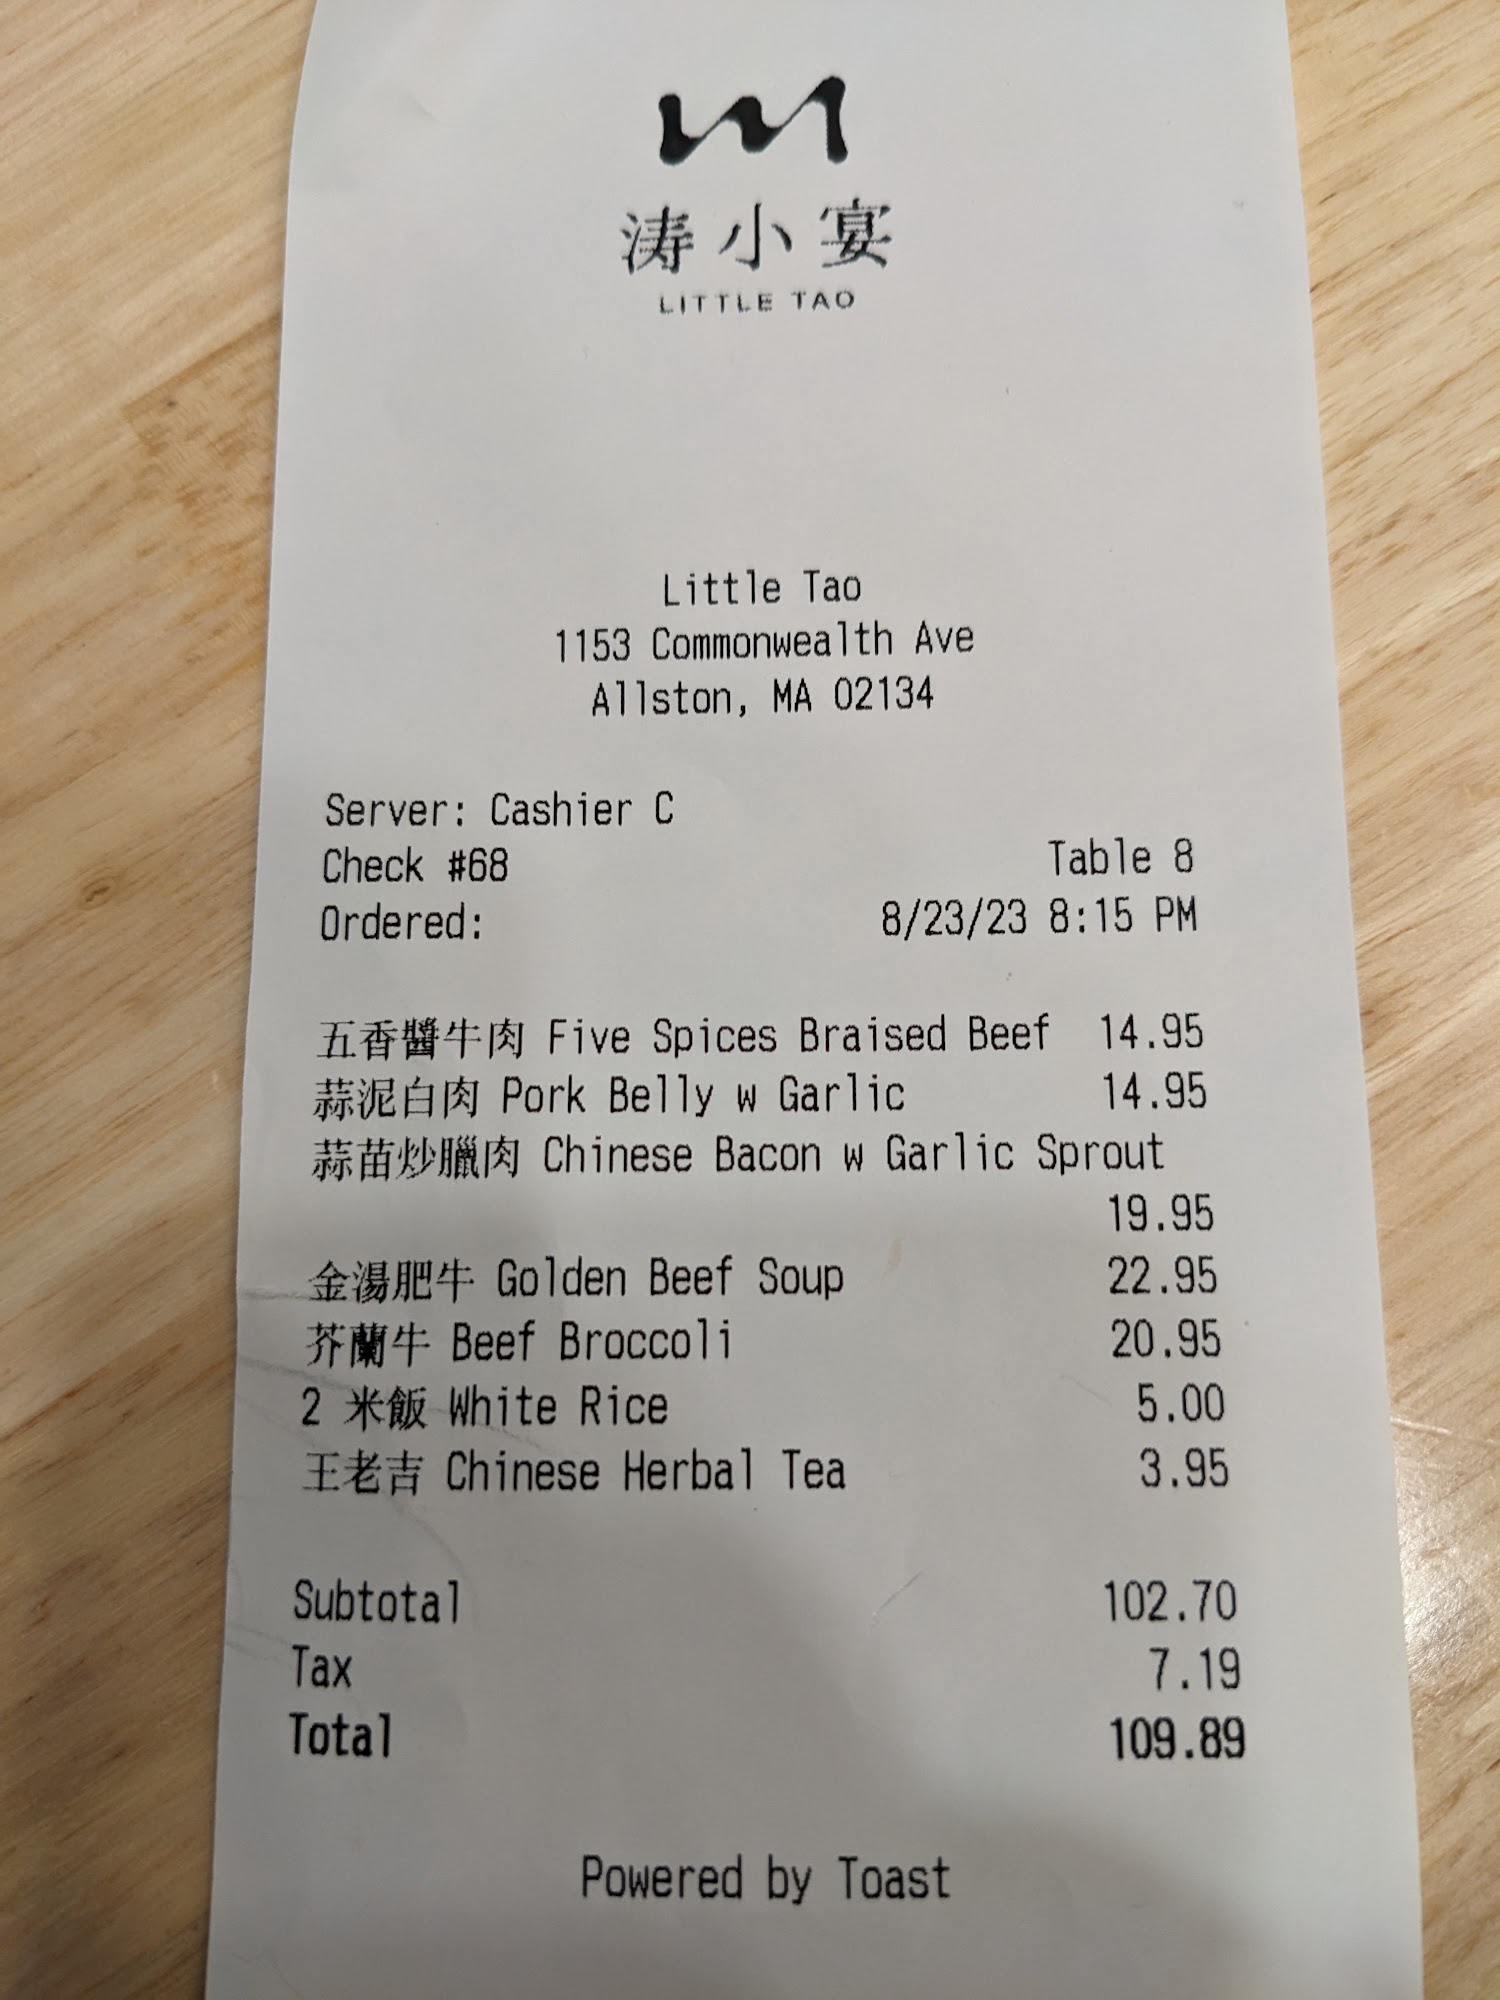 涛小宴
LITTLE TAO
Little Tao
1153 Commonwealth Ave
Allston, MA 02134
Server: Cashier C
Check #68 Table 8
Ordered: 8/23/23 8:15 PM
五香醬牛肉 Five Spices Braised Beef 14.95
蒜泥白肉 Pork Belly w Garlic 14.95
蒜苗炒臘肉 Chinese Bacon w Garlic Sprout
19.95
金湯肥牛 Golden Beef Soup 22.95
芥蘭牛 Beef Broccoli 20.95
2 米飯 White Rice 5.00
王老吉 Chinese Herbal Tea 3.95
Subtotal 102.70
Tax 7.19
Total 109.89
Powered by Toast